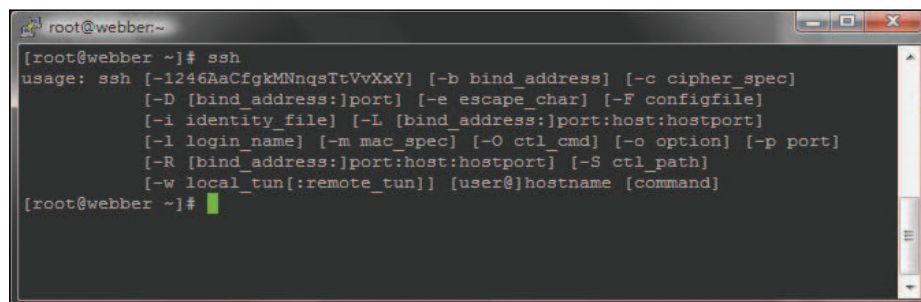 root@webber:~
[root@webber ~]# ssh
usage: ssh [-1246AaCfgkMNnqsTtVvXxY] [-b bind_address] [-c cipher_spec]
           [-D [bind_address:]port] [-e escape_char] [-F configfile]
           [-i identity_file] [-L [bind_address:]port:host:hostport]
           [-l login_name] [-m mac_spec] [-O ctl_cmd] [-o option] [-p port]
           [-R [bind_address:]port:host:hostport] [-S ctl_path]
           [-w local_tun[:remote_tun]] [user@]hostname [command]
[root@webber ~]#